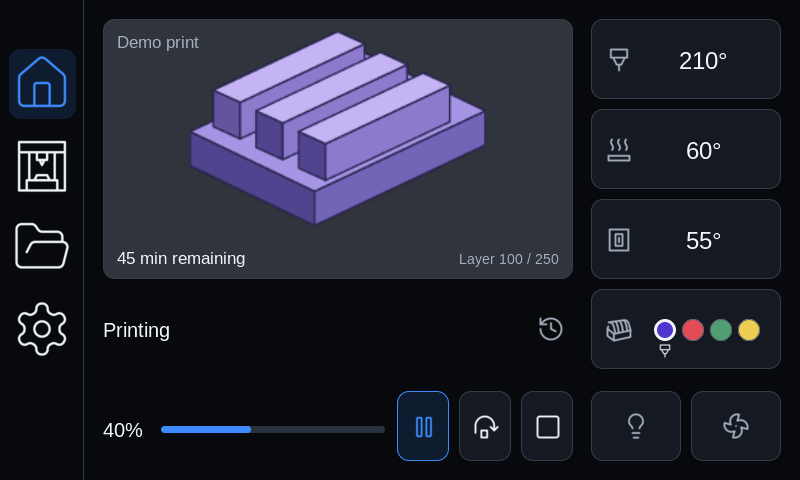 Demo print
45 min remaining
Layer 100 / 250
Printing
40%
210°
60°
55°